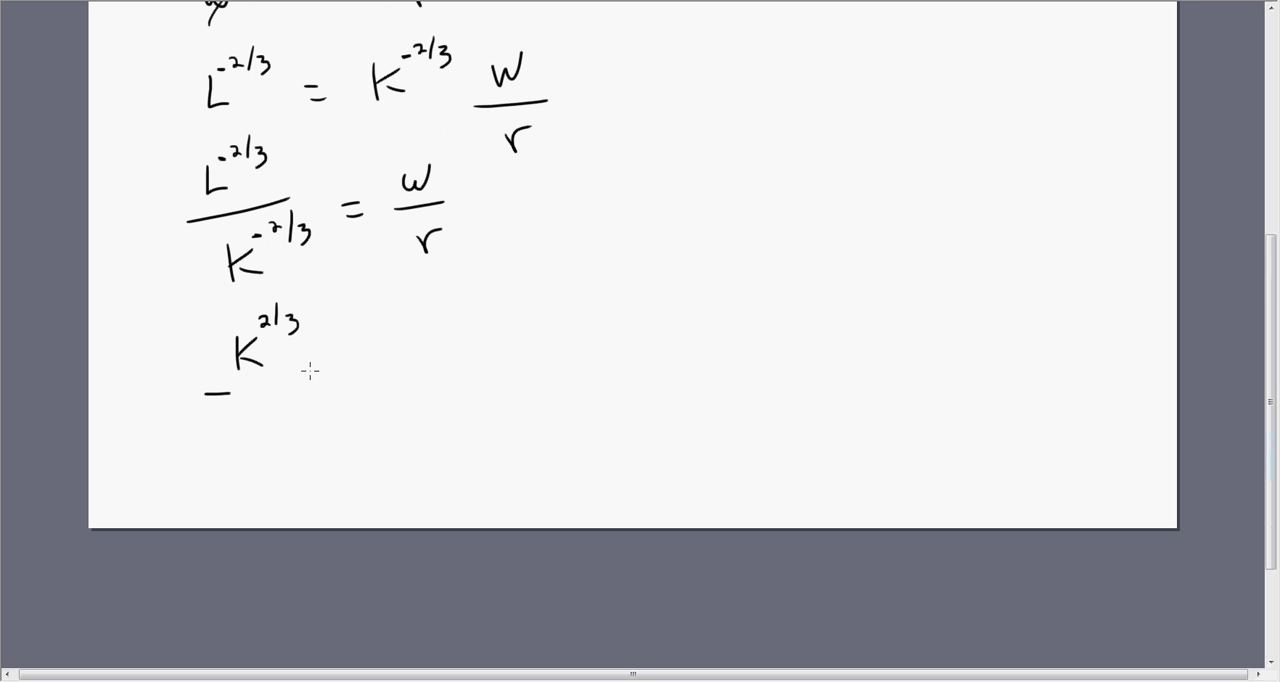 L^{-2/3} = K^{-2/3} w/r
L^{-2/3} / K^{-2/3} = w/r
K^{2/3}